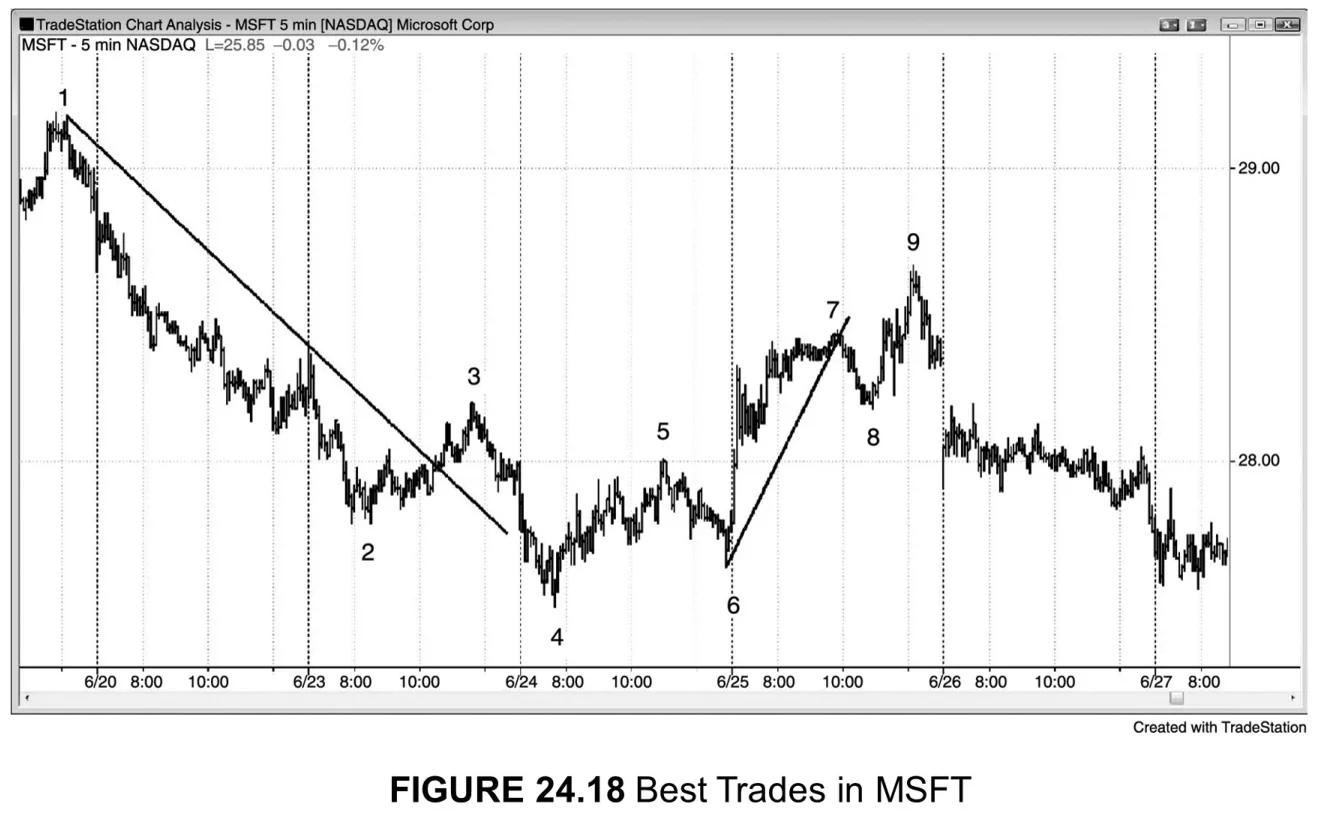 TradeStation Chart Analysis - MSFT 5 min [NASDAQ] Microsoft Corp
MSFT - 5 min NASDAQ L=25.85 −0.03 −0.12%
1
29.00
9
7
3
5
8
28.00
2
6
4
6/20 8:00 10:00 6/23 8:00 10:00 6/24 8:00 10:00 6/25 8:00 10:00 6/26 8:00 10:00 6/27 8:00
Created with TradeStation
FIGURE 24.18 Best Trades in MSFT